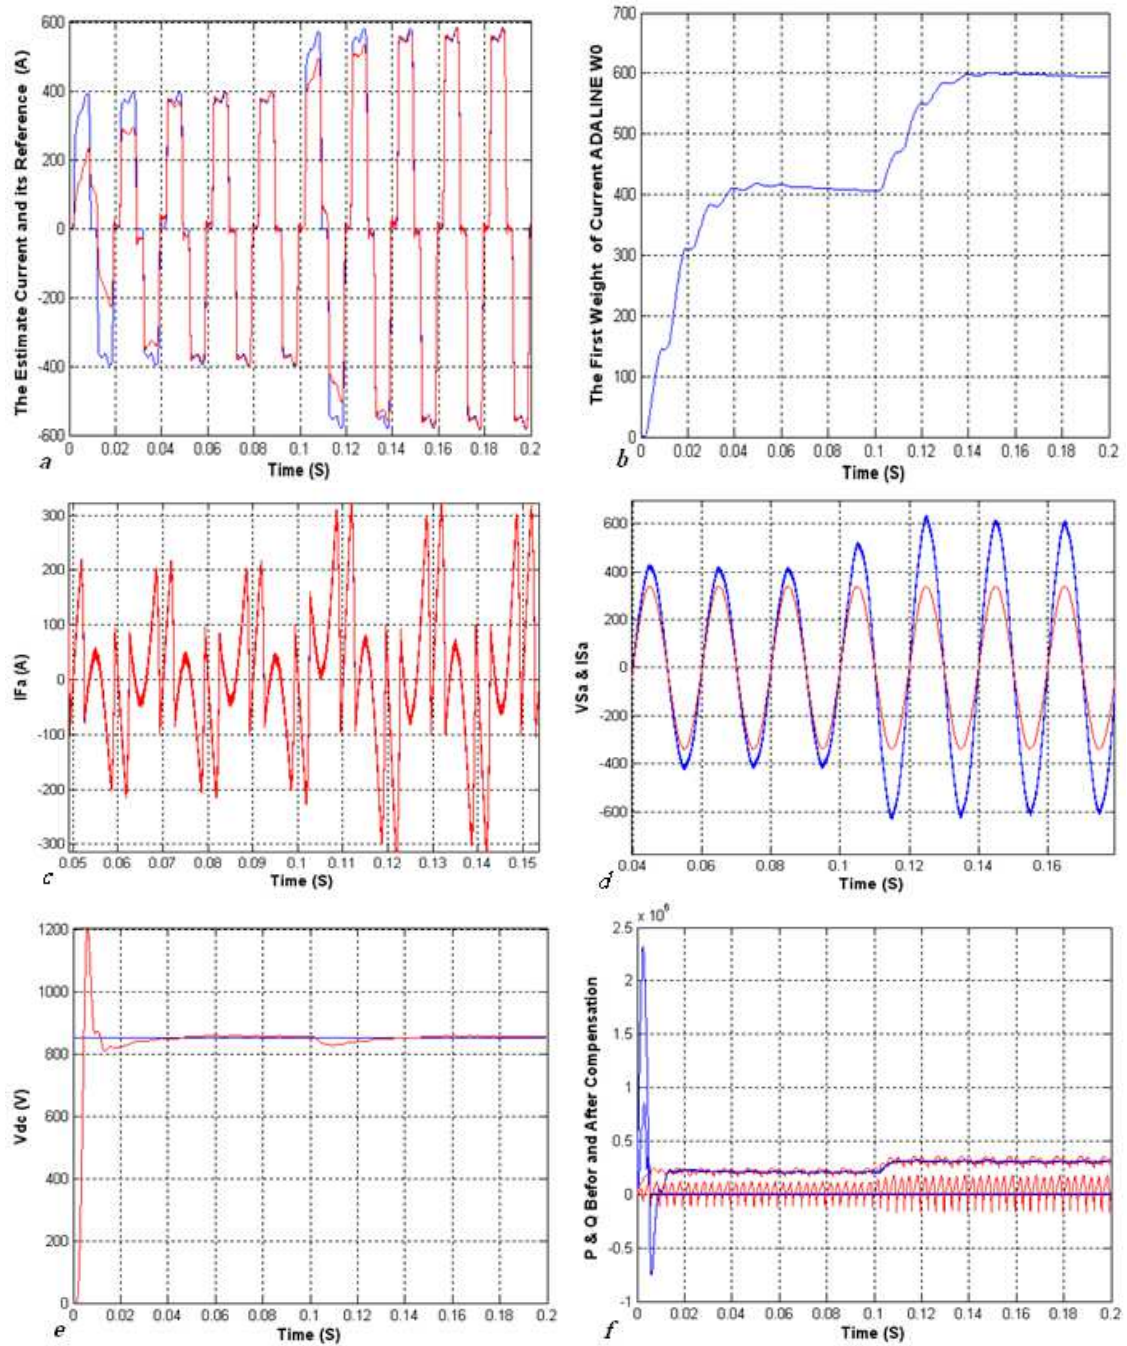 The Estimate Current and its Reference (A)
600
400
200
0
-200
-400
-600
0 0.02 0.04 0.06 0.08 0.1 0.12 0.14 0.16 0.18 0.2
Time (S)
a
The First Weight of Current ADALINE W0
700
600
500
400
300
200
100
0
0 0.02 0.04 0.06 0.08 0.1 0.12 0.14 0.16 0.18 0.2
Time (S)
b
IFa (A)
300
200
100
0
-100
-200
-300
0.05 0.06 0.07 0.08 0.09 0.1 0.11 0.12 0.13 0.14 0.15
Time (S)
c
VSa & ISa
600
400
200
0
-200
-400
-600
0.04 0.06 0.08 0.1 0.12 0.14 0.16
Time (S)
d
Vdc (V)
1200
1000
800
600
400
200
0
0 0.02 0.04 0.06 0.08 0.1 0.12 0.14 0.16 0.18 0.2
Time (S)
e
P & Q Befor and After Compensation
x 10^6
2.5
2
1.5
1
0.5
0
-0.5
-1
0 0.02 0.04 0.06 0.08 0.1 0.12 0.14 0.16 0.18 0.2
Time (S)
f